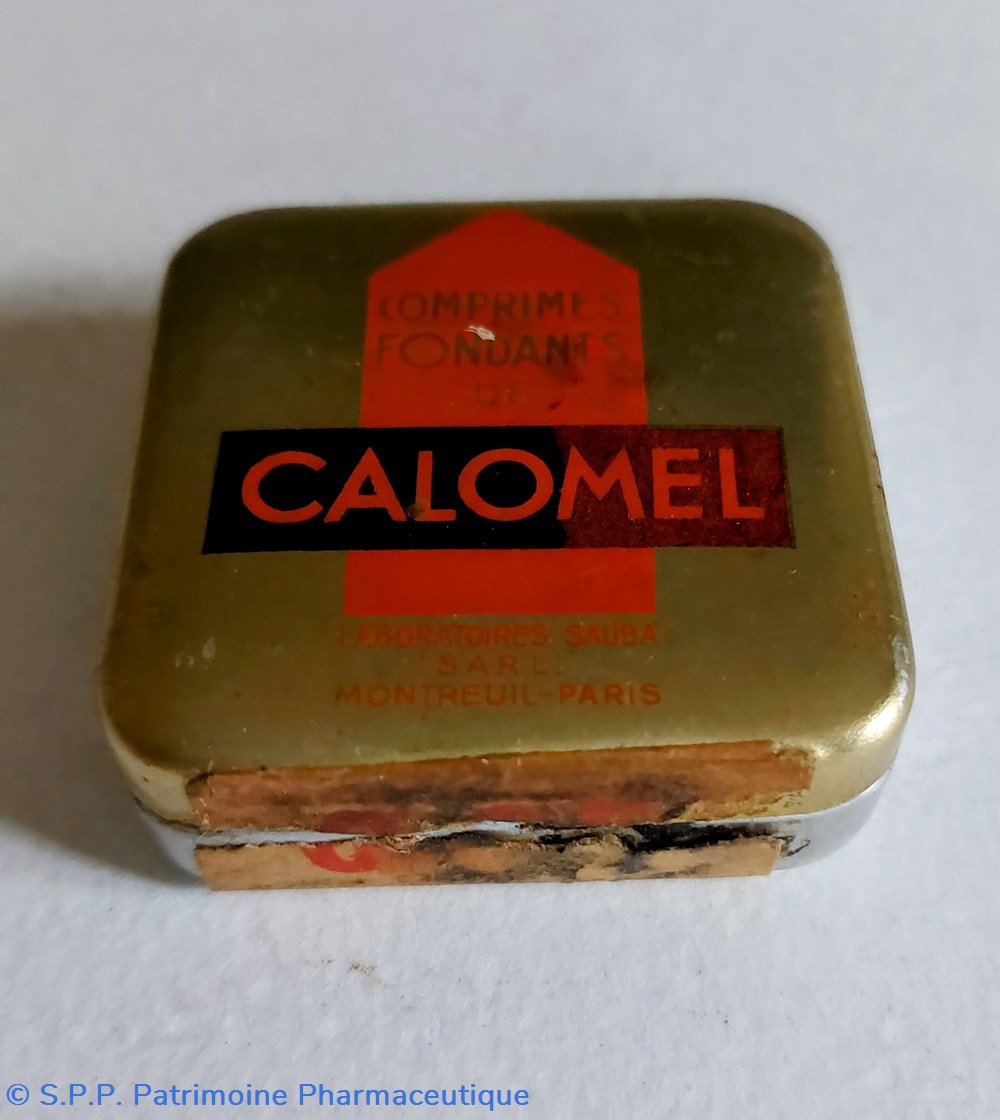 COMPRIMES
FONDANTS
DE
CALOMEL
LABORATOIRES SAUBA
S.A.R.L.
MONTREUIL-PARIS
© S.P.P. Patrimoine Pharmaceutique